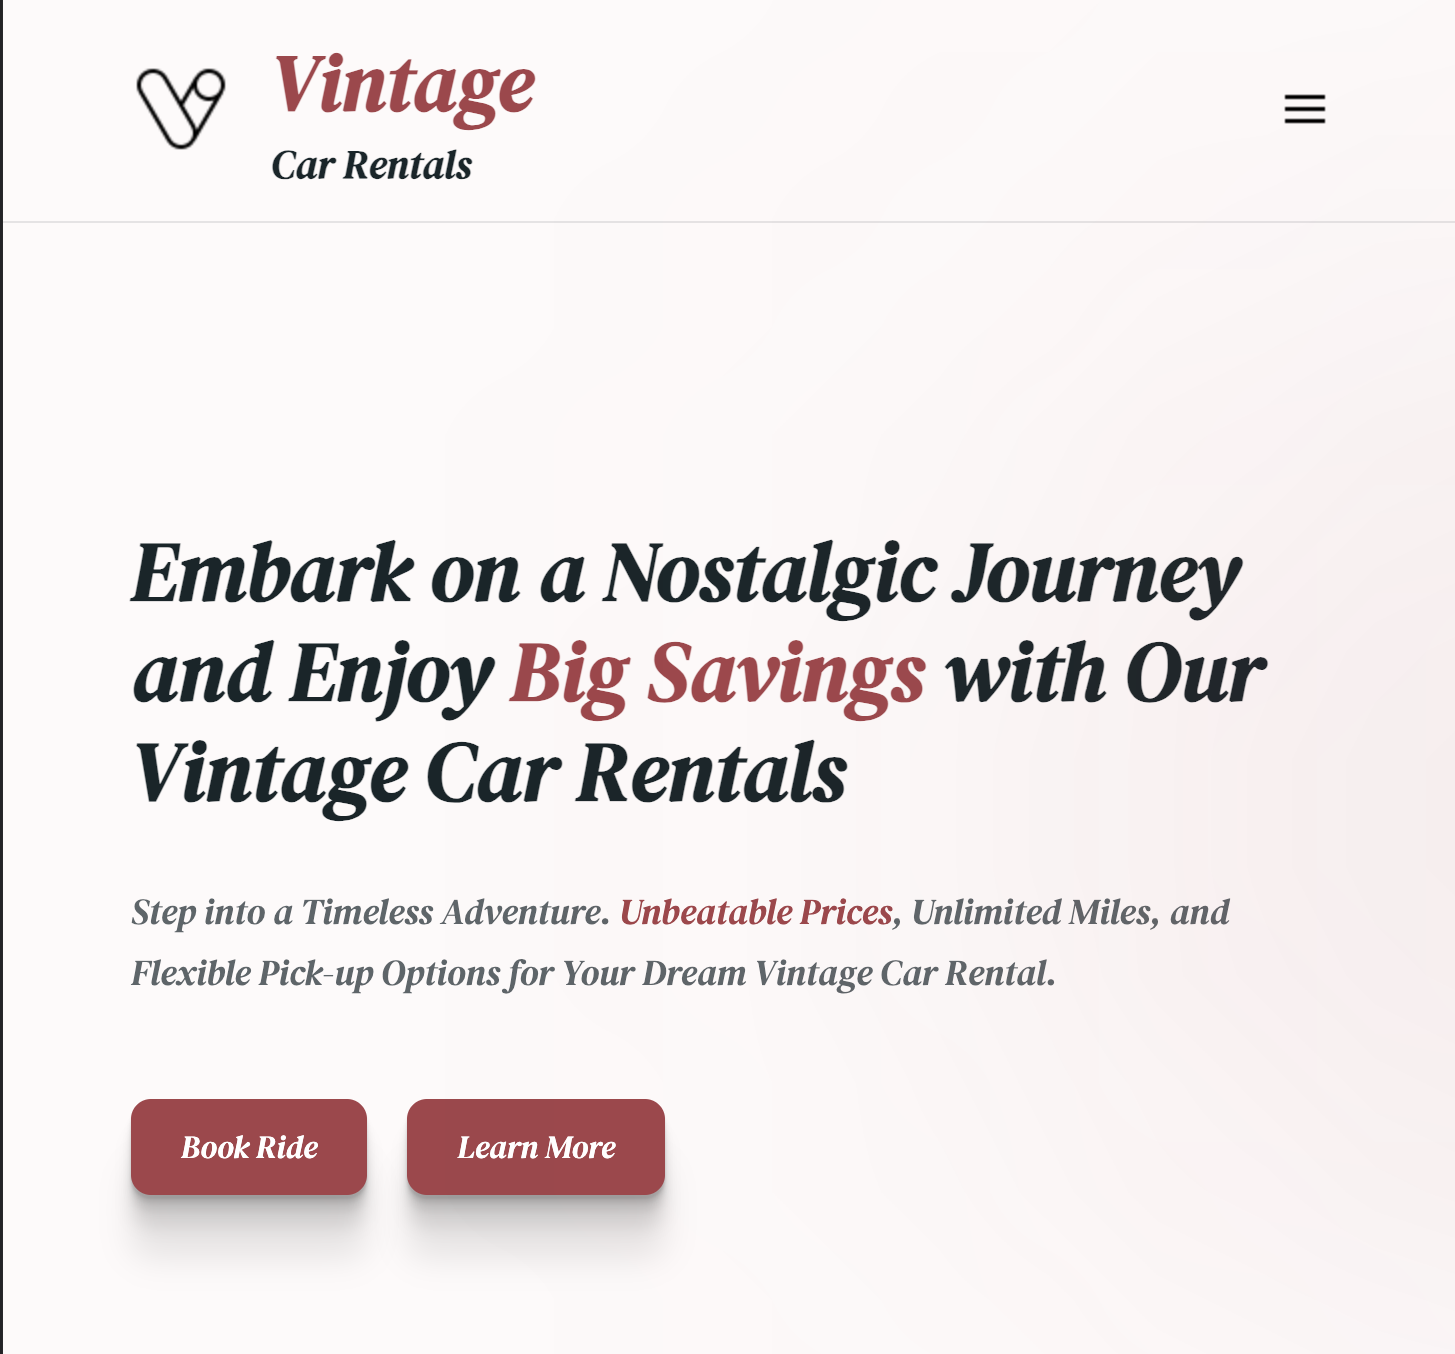 Vintage
Car Rentals
Embark on a Nostalgic Journey
and Enjoy Big Savings with Our
Vintage Car Rentals
Step into a Timeless Adventure. Unbeatable Prices, Unlimited Miles, and
Flexible Pick-up Options for Your Dream Vintage Car Rental.
Book Ride
Learn More